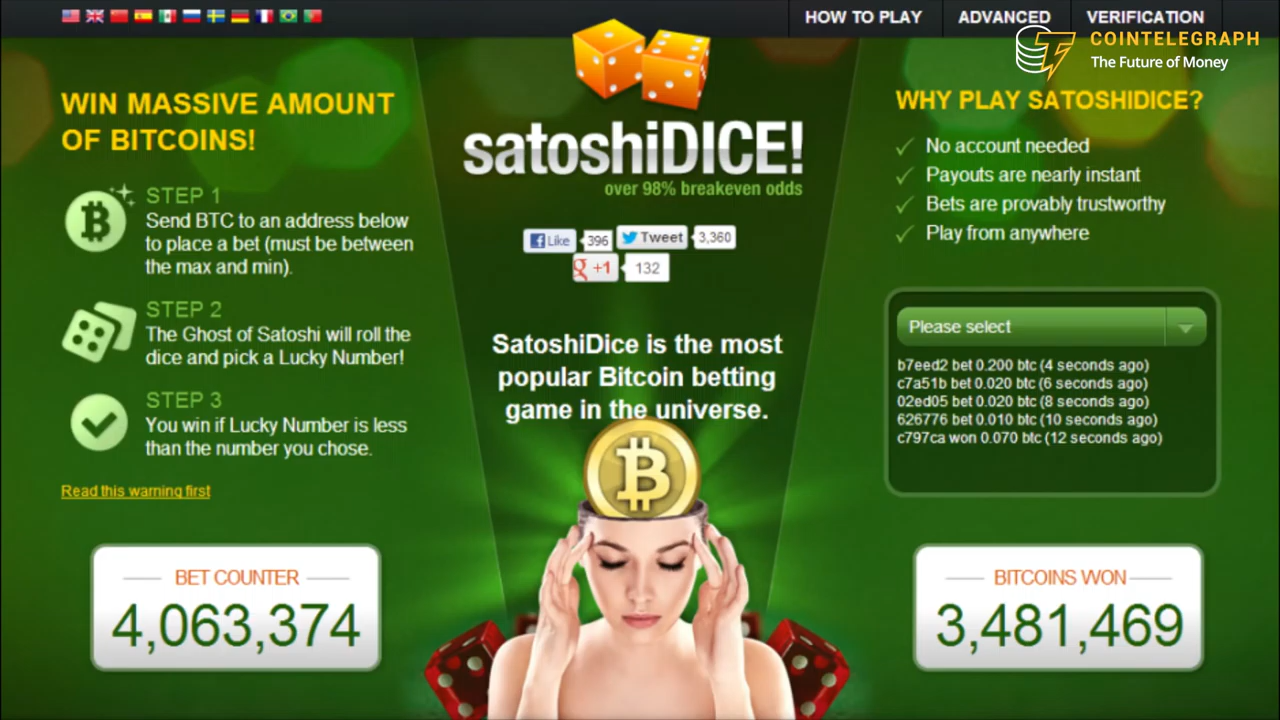 HOW TO PLAY
ADVANCED
VERIFICATION
COINTELEGRAPH
The Future of Money
WIN MASSIVE AMOUNT
OF BITCOINS!
STEP 1
Send BTC to an address below
to place a bet (must be between
the max and min).
STEP 2
The Ghost of Satoshi will roll the
dice and pick a Lucky Number!
STEP 3
You win if Lucky Number is less
than the number you chose.
Read this warning first
BET COUNTER
4,063,374
satoshiDICE!
over 98% breakeven odds
Like 396
Tweet 3,360
g +1 132
SatoshiDice is the most
popular Bitcoin betting
game in the universe.
WHY PLAY SATOSHIDICE?
No account needed
Payouts are nearly instant
Bets are provably trustworthy
Play from anywhere
Please select
b7eed2 bet 0.200 btc (4 seconds ago)
c7a51b bet 0.020 btc (6 seconds ago)
02ed05 bet 0.020 btc (8 seconds ago)
626776 bet 0.010 btc (10 seconds ago)
c797ca won 0.070 btc (12 seconds ago)
BITCOINS WON
3,481,469